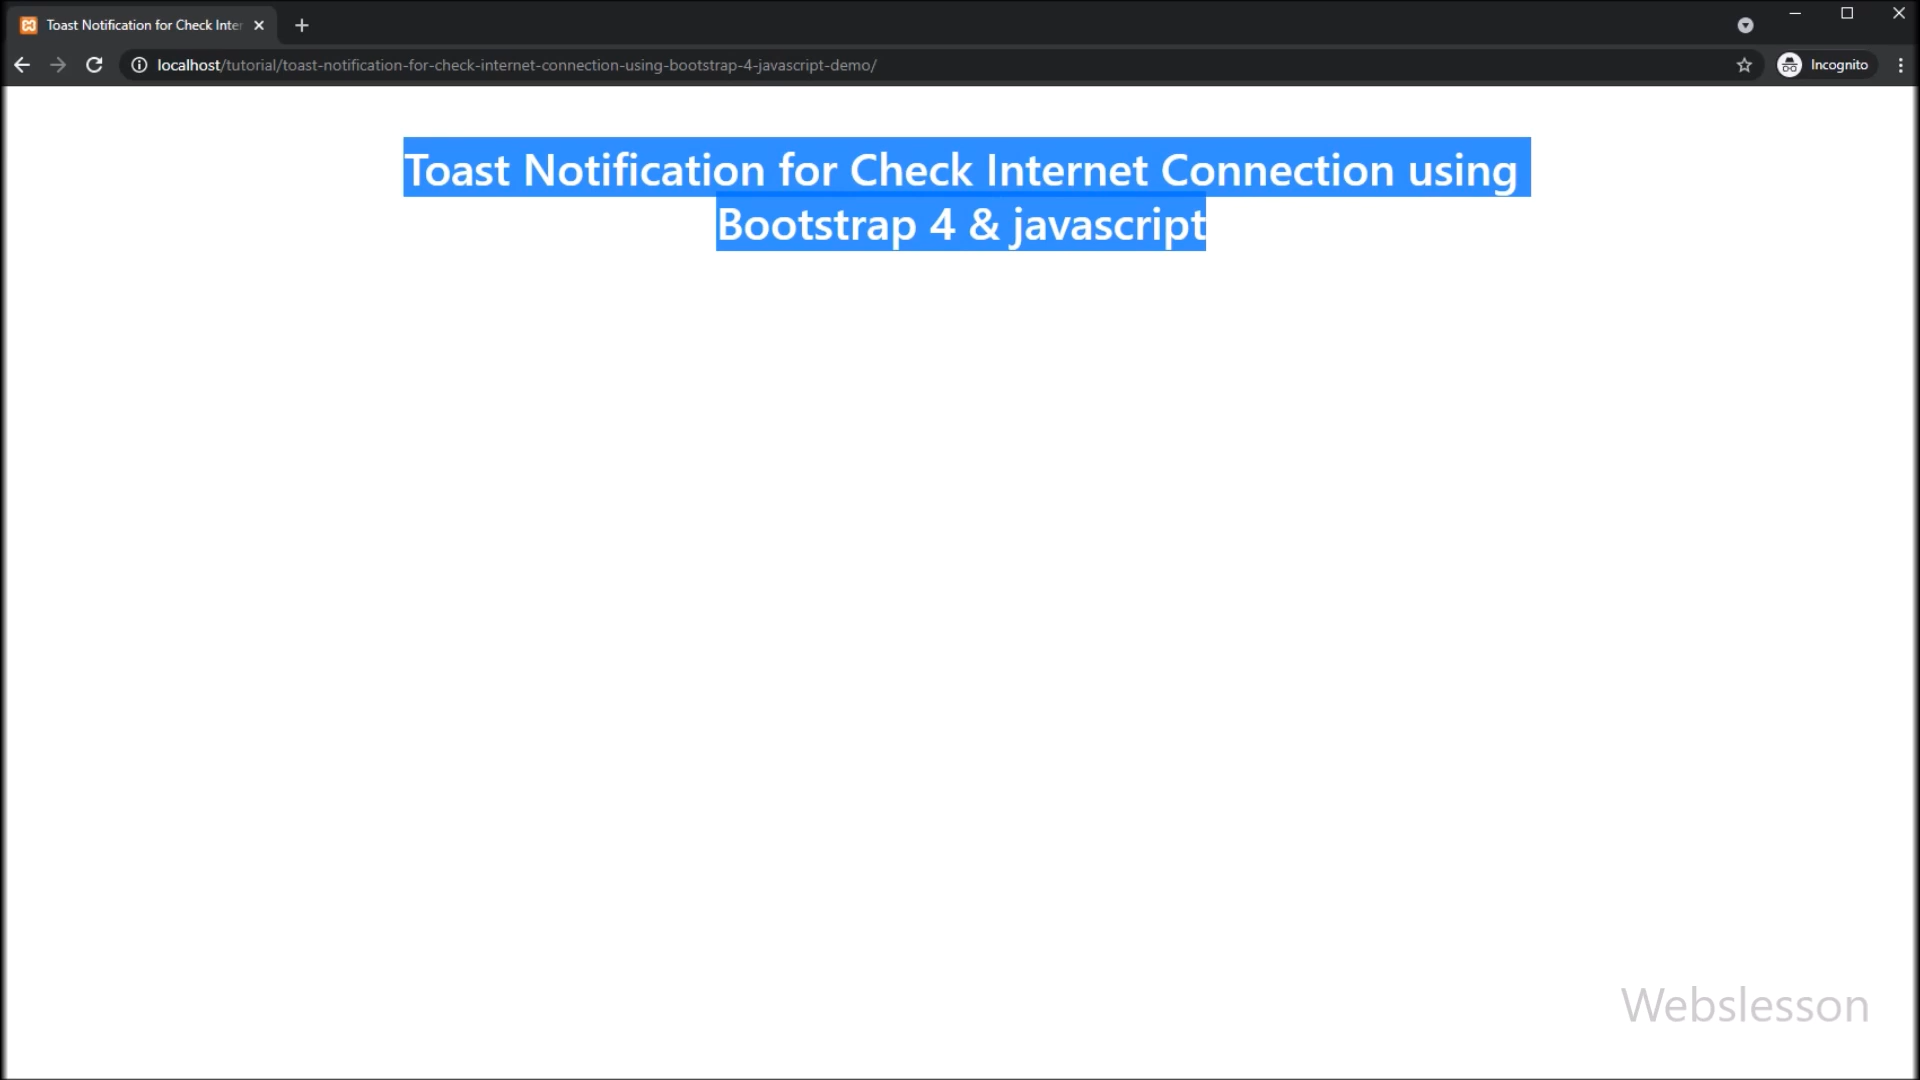 Toast Notification for Check Inter
localhost/tutorial/toast-notification-for-check-internet-connection-using-bootstrap-4-javascript-demo/
Incognito
Toast Notification for Check Internet Connection using
Bootstrap 4 & javascript
Webslesson